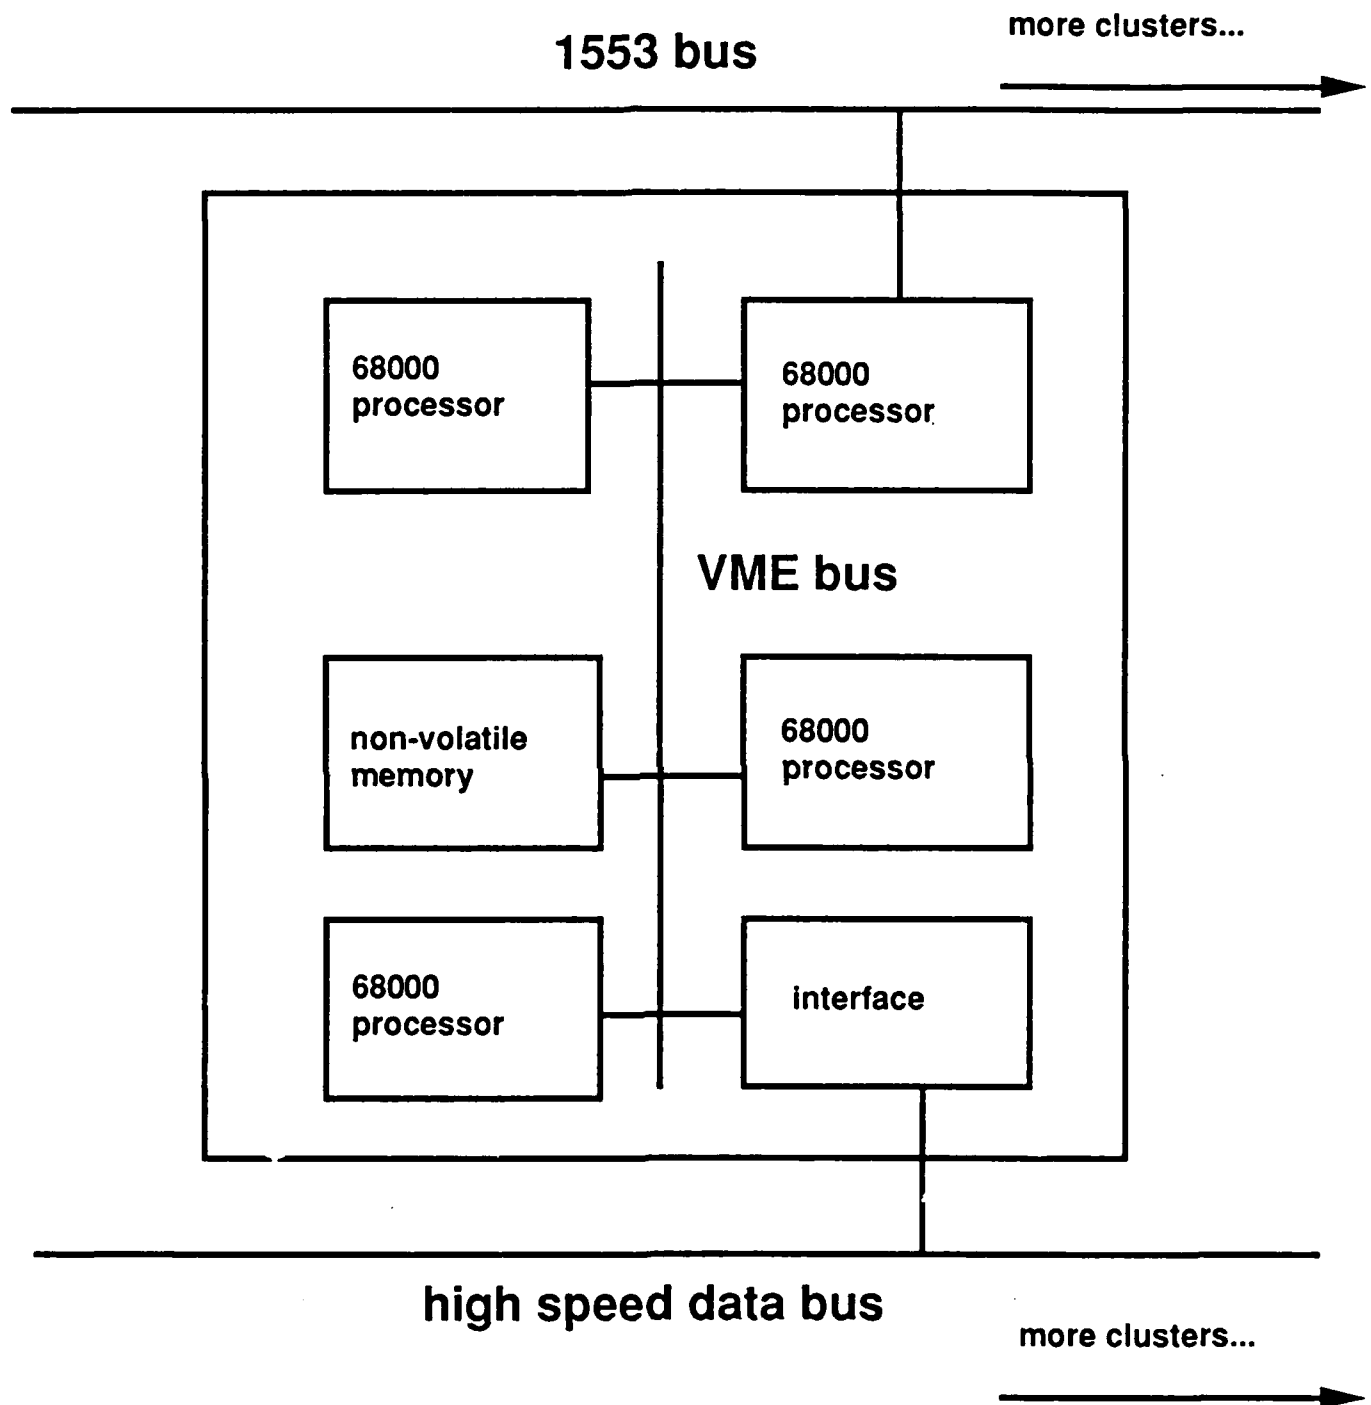 more clusters...
1553 bus
68000
processor
68000
processor
VME bus
non-volatile
memory
68000
processor
68000
processor
interface
high speed data bus
more clusters...